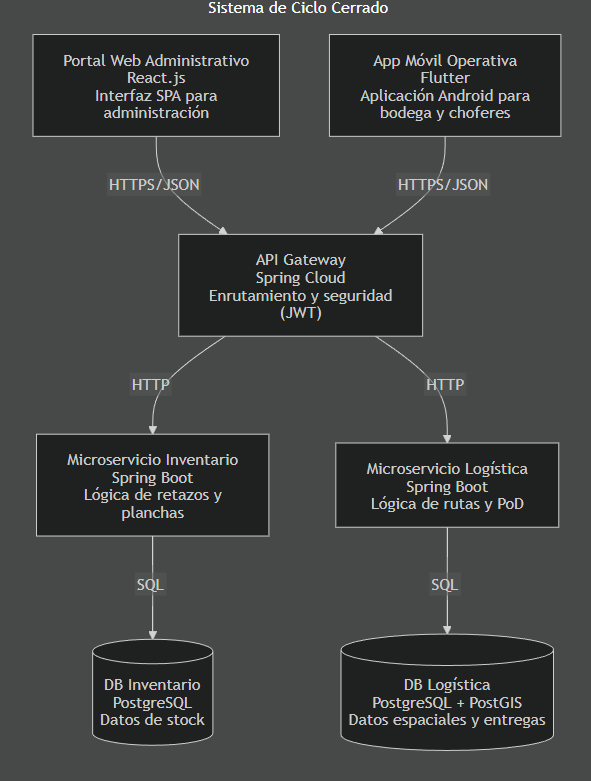 Sistema de Ciclo Cerrado
Portal Web Administrativo
React.js
Interfaz SPA para
administración
App Móvil Operativa
Flutter
Aplicación Android para
bodega y choferes
HTTPS/JSON
HTTPS/JSON
API Gateway
Spring Cloud
Enrutamiento y seguridad
(JWT)
HTTP
HTTP
Microservicio Inventario
Spring Boot
Lógica de retazos y
planchas
Microservicio Logística
Spring Boot
Lógica de rutas y PoD
SQL
SQL
DB Inventario
PostgreSQL
Datos de stock
DB Logística
PostgreSQL + PostGIS
Datos espaciales y entregas